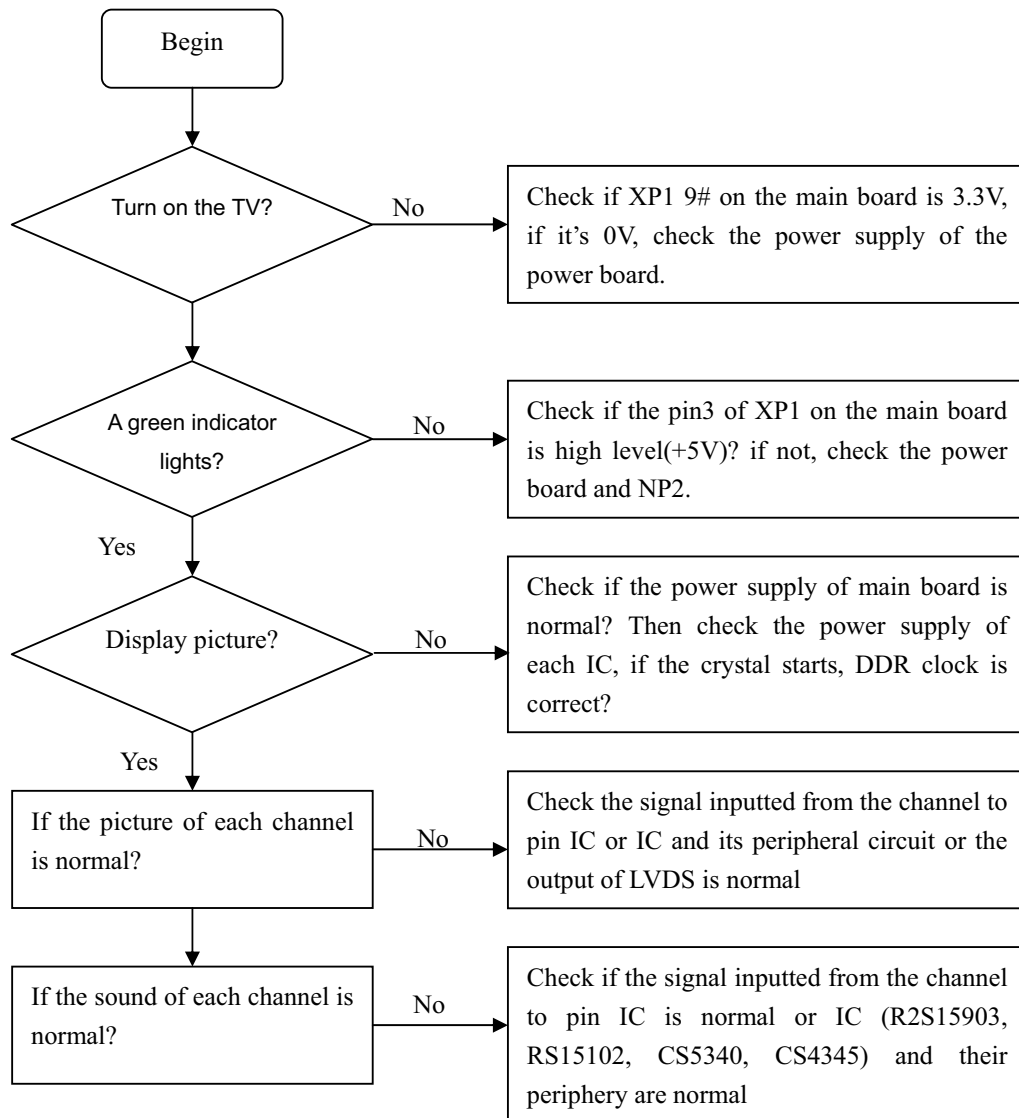 Begin
Turn on the TV?
No
Check if XP1 9# on the main board is 3.3V,
if it’s 0V, check the power supply of the
power board.
A green indicator
lights?
No
Check if the pin3 of XP1 on the main board
is high level(+5V)? if not, check the power
board and NP2.
Yes
Display picture?
No
Check if the power supply of main board is
normal? Then check the power supply of
each IC, if the crystal starts, DDR clock is
correct?
Yes
If the picture of each channel
is normal?
No
Check the signal inputted from the channel to
pin IC or IC and its peripheral circuit or the
output of LVDS is normal
If the sound of each channel is
normal?
No
Check if the signal inputted from the channel
to pin IC is normal or IC (R2S15903,
RS15102, CS5340, CS4345) and their
periphery are normal